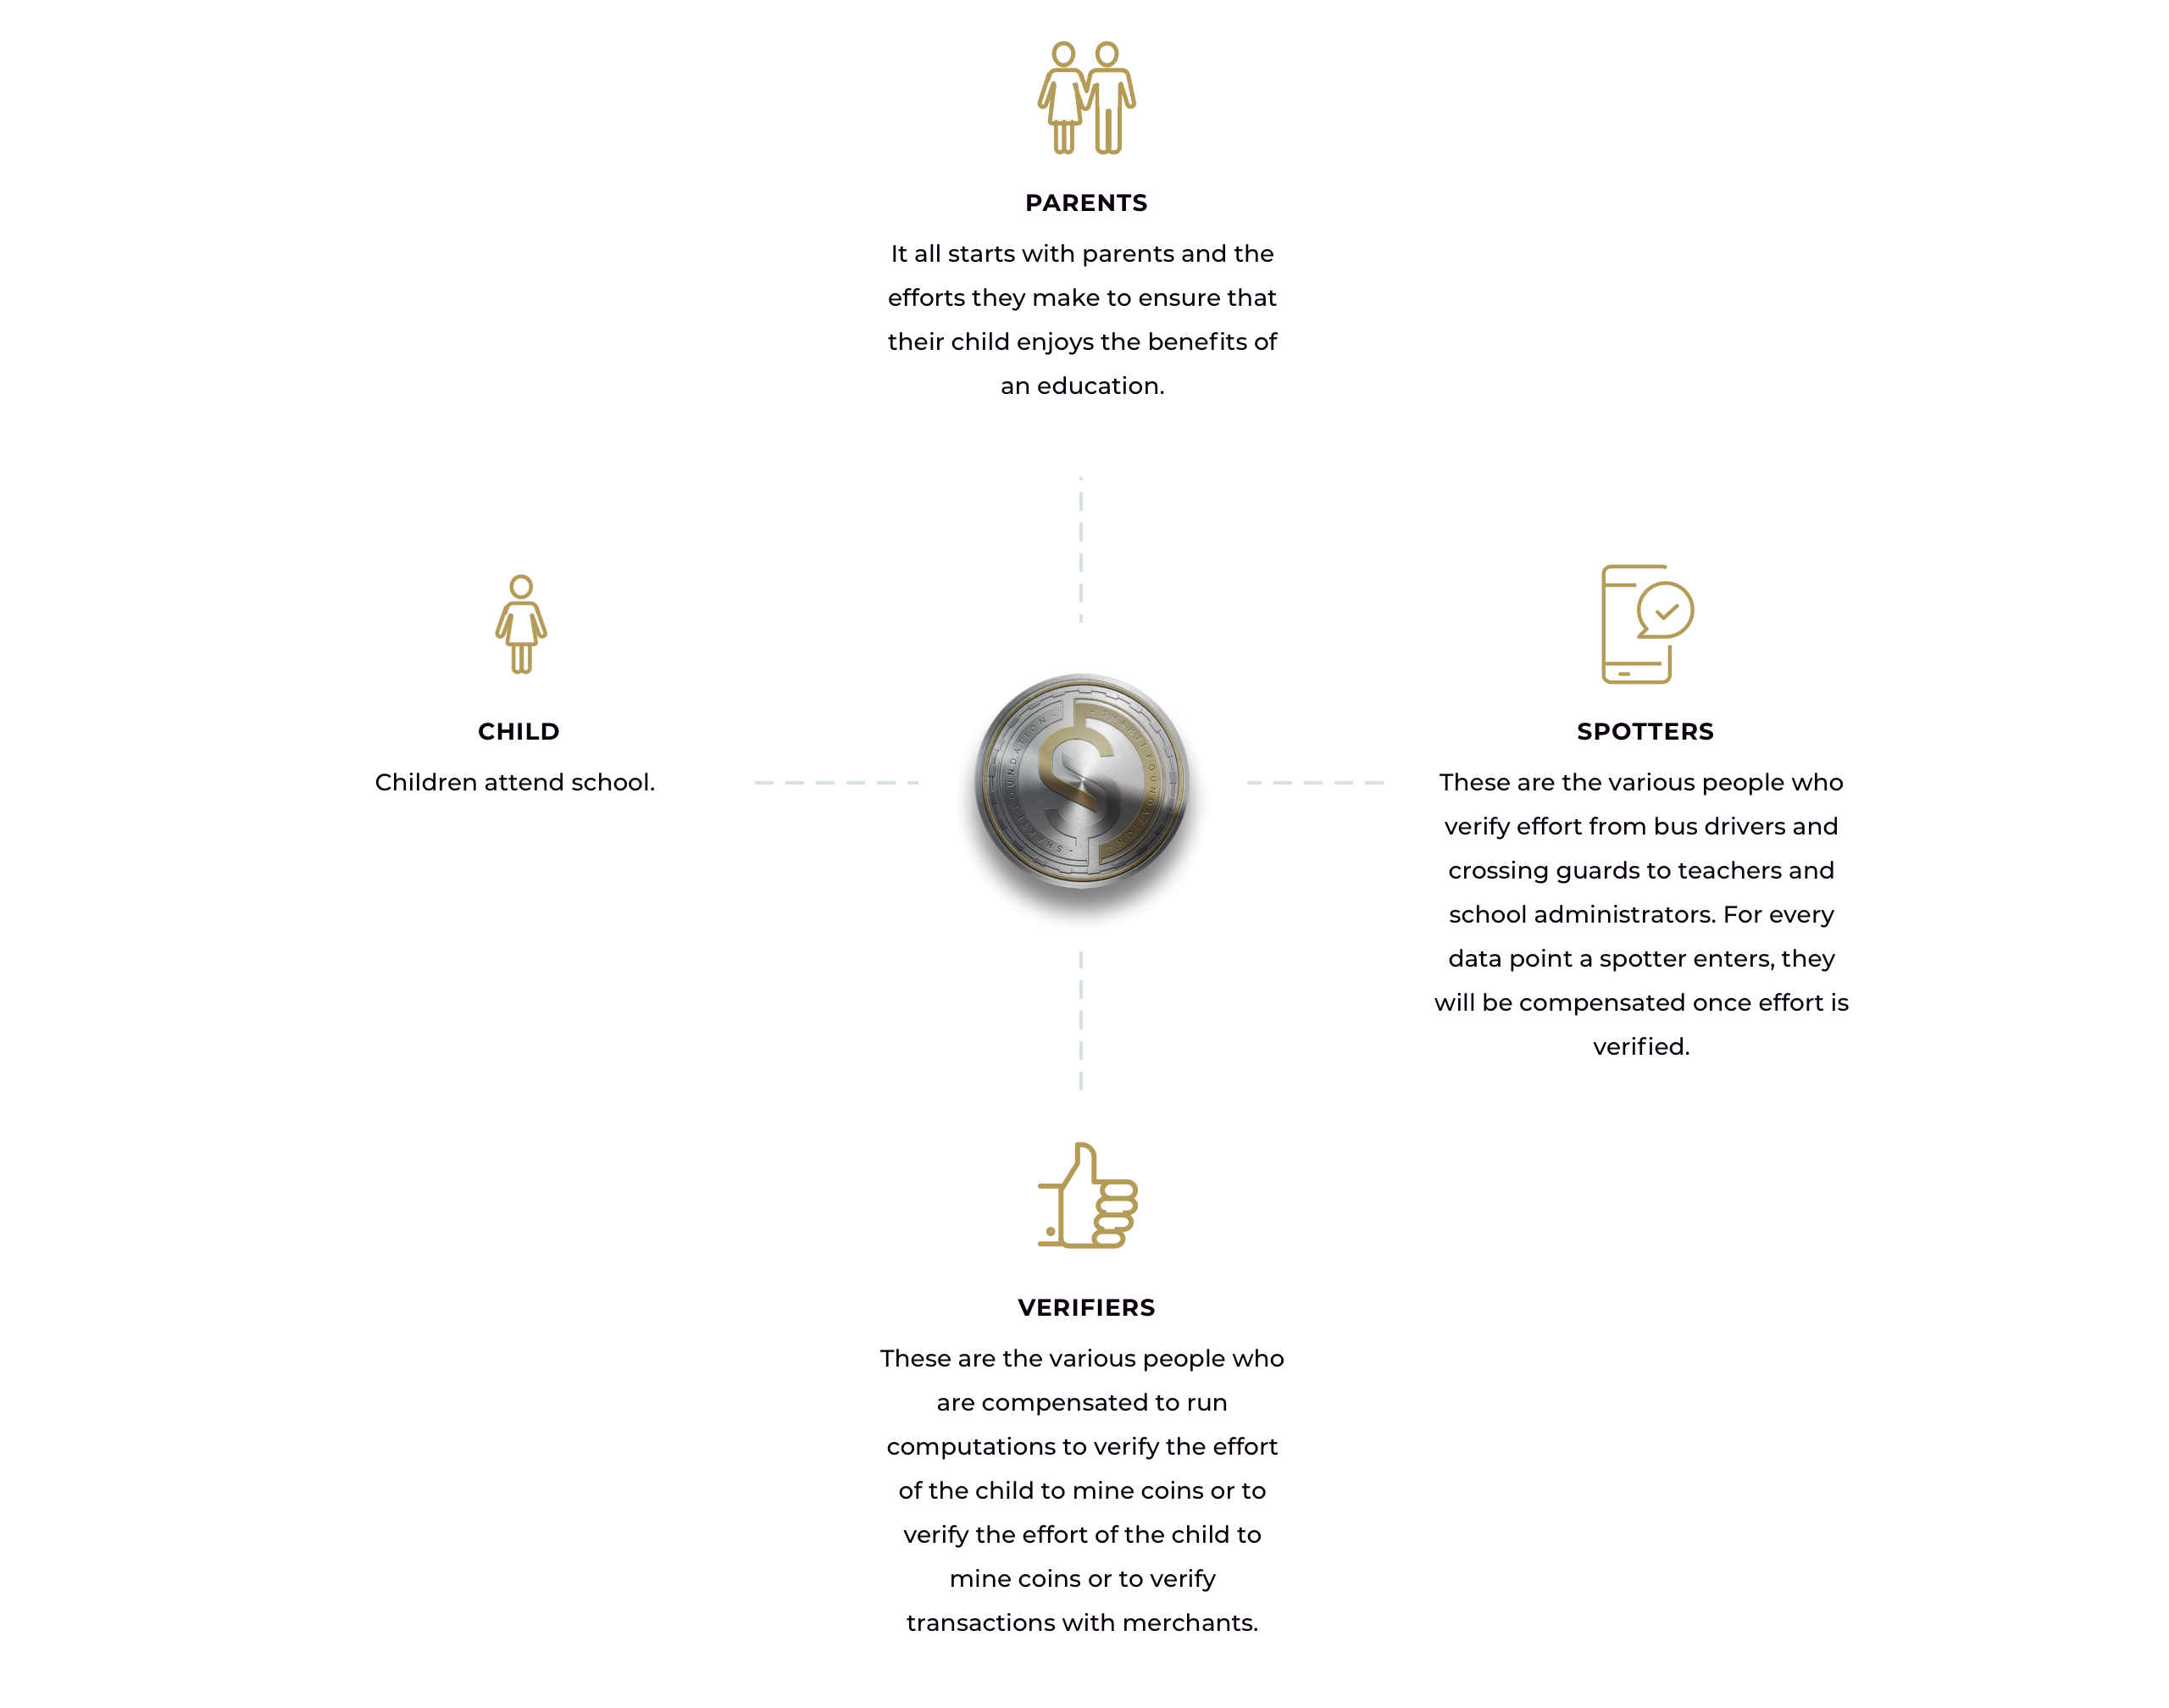 PARENTS
It all starts with parents and the
efforts they make to ensure that
their child enjoys the benefits of
an education.
CHILD
Children attend school.
SHAKTI FOUNDATION
SHAKTI FOUNDATION
SPOTTERS
These are the various people who
verify effort from bus drivers and
crossing guards to teachers and
school administrators. For every
data point a spotter enters, they
will be compensated once effort is
verified.
VERIFIERS
These are the various people who
are compensated to run
computations to verify the effort
of the child to mine coins or to
verify the effort of the child to
mine coins or to verify
transactions with merchants.